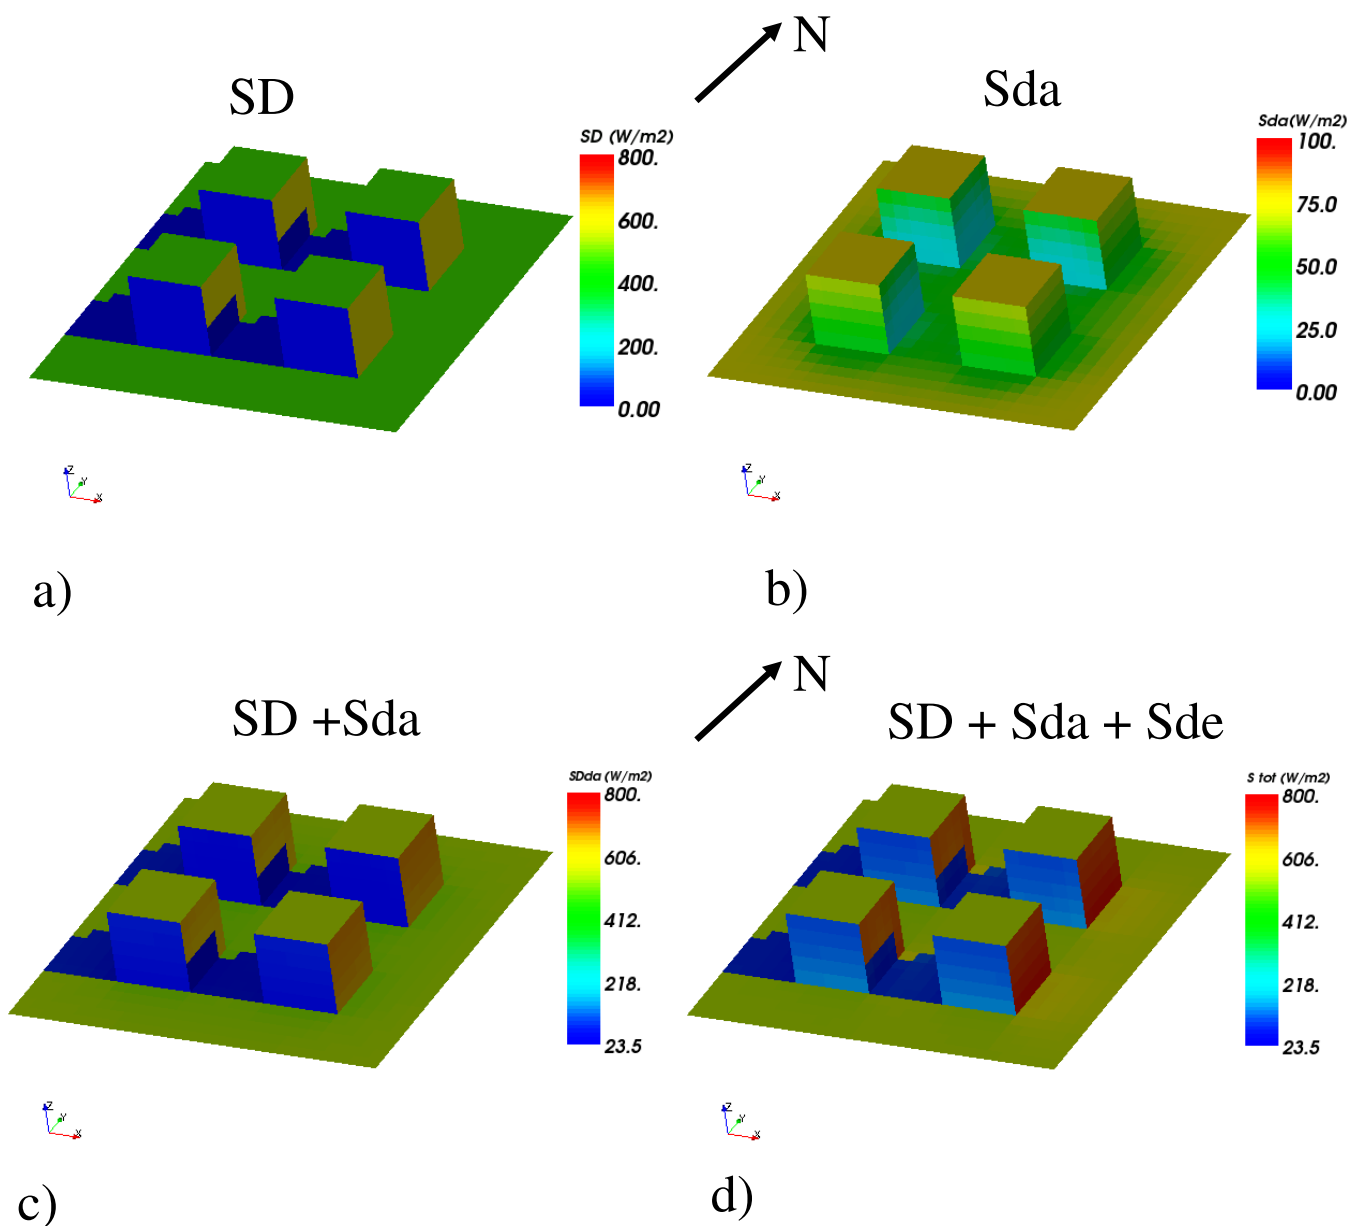 N
SD
Sda
SD (W/m2)
800.
600.
400.
200.
0.00
Sda(W/m2)
100.
75.0
50.0
25.0
0.00
Z
Y
X
Z
Y
X
a)
b)
N
SD +Sda
SD + Sda + Sde
SDda (W/m2)
800.
606.
412.
218.
23.5
S tot (W/m2)
800.
606.
412.
218.
23.5
Z
Y
X
Z
Y
X
c)
d)